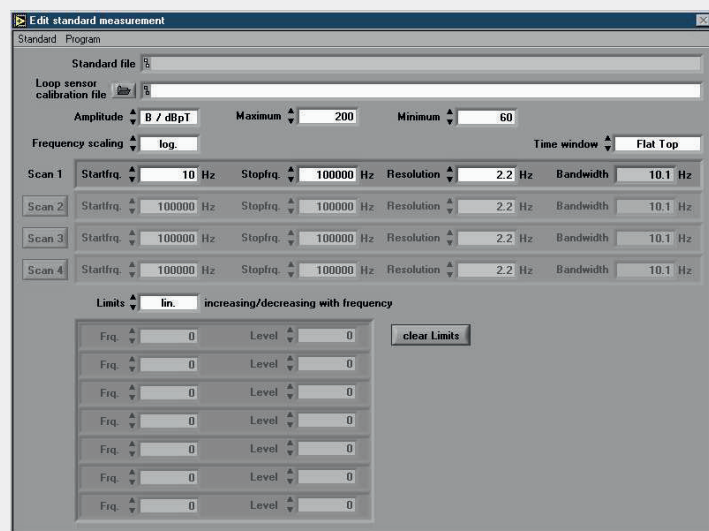 Edit standard measurement
Standard Program
Standard file
Loop sensor
calibration file
Amplitude B / dBpT Maximum 200 Minimum 60
Frequency scaling log. Time window Flat Top
Scan 1 Startfrq. 10 Hz Stopfrq. 100000 Hz Resolution 2.2 Hz Bandwidth 10.1 Hz
Scan 2 Startfrq. 100000 Hz Stopfrq. 100000 Hz Resolution 2.2 Hz Bandwidth 10.1 Hz
Scan 3 Startfrq. 100000 Hz Stopfrq. 100000 Hz Resolution 2.2 Hz Bandwidth 10.1 Hz
Scan 4 Startfrq. 100000 Hz Stopfrq. 100000 Hz Resolution 2.2 Hz Bandwidth 10.1 Hz
Limits lin. increasing/decreasing with frequency
Frq. 0 Level 0 clear Limits
Frq. 0 Level 0
Frq. 0 Level 0
Frq. 0 Level 0
Frq. 0 Level 0
Frq. 0 Level 0
Frq. 0 Level 0